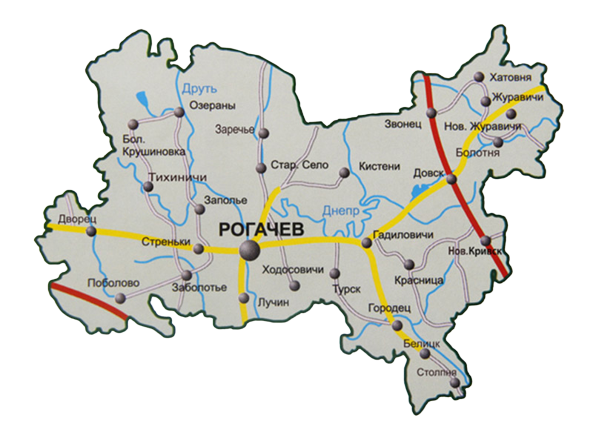 Хатовня
Друть
Журавичи
Озераны
Звонец
Нов. Журавичи
Заречье
Бол.
Крушиновка
Болотня
Стар. Село
Кистени
Довск
Тихиничи
Заполье
Днепр
Дворец
РОГАЧЕВ
Гадиловичи
Стреньки
Нов.Кривск
Ходосовичи
Красница
Поболово
Заболотье
Турск
Лучин
Городец
Белицк
Столпня